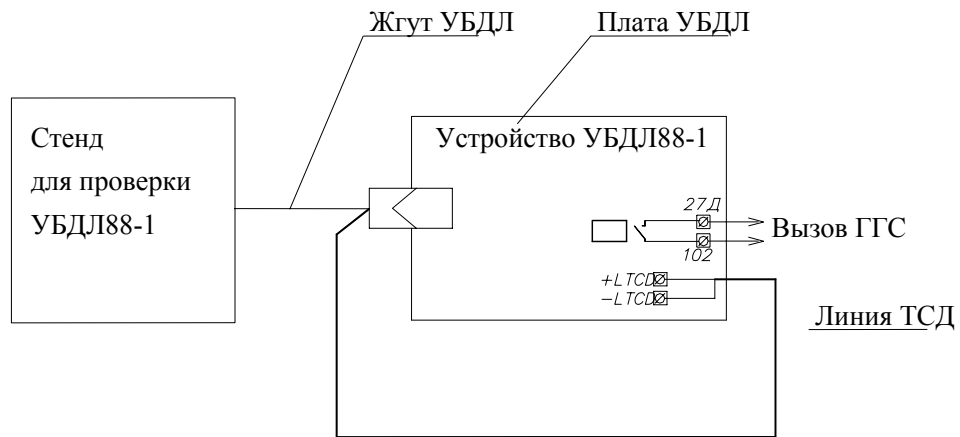 Жгут УБДЛ
Плата УБДЛ
Стенд
для проверки
УБДЛ88-1
Устройство УБДЛ88-1
27Д
102
Вызов ГГС
+LTCD
-LTCD
Линия ТСД